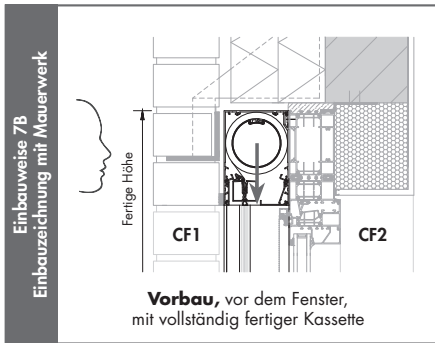 Einbauweise 7B
Einbauzeichnung mit Mauerwerk
Fertige Höhe
CF1
CF2
Vorbau, vor dem Fenster,
mit vollständig fertiger Kassette